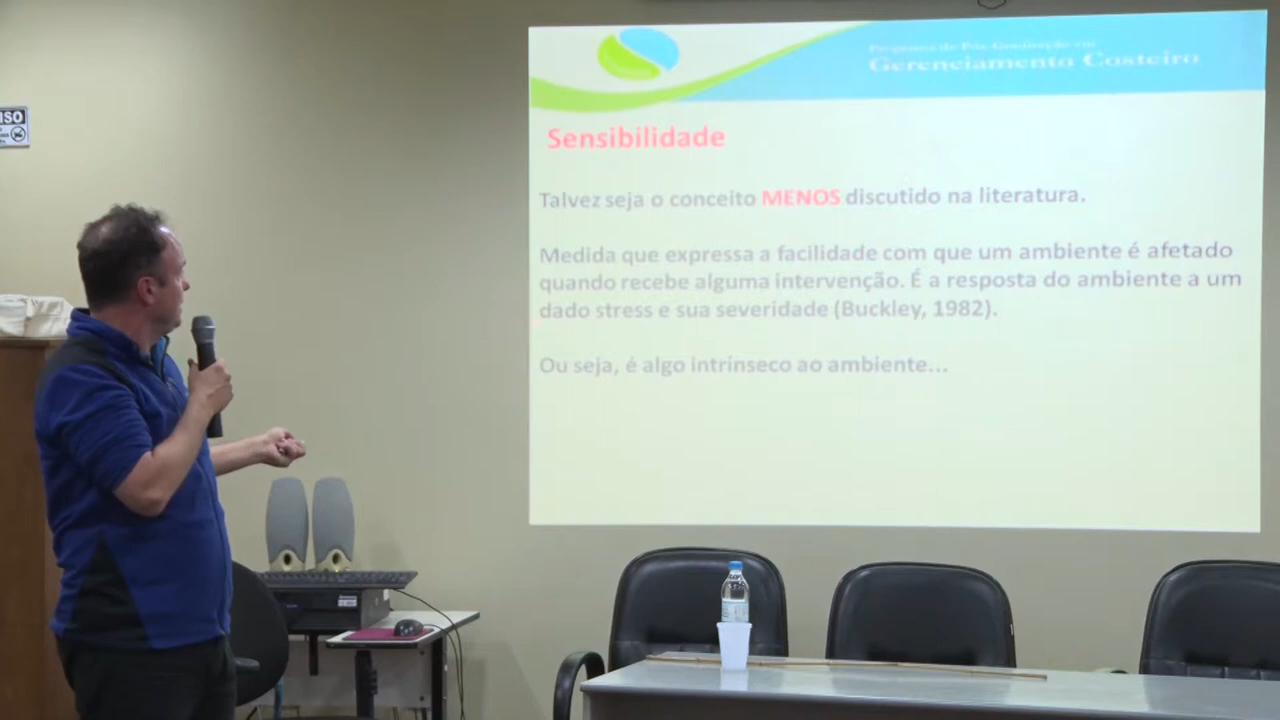 ISO
Programa de Pós-Graduação em
Gerenciamento Costeiro
Sensibilidade
Talvez seja o conceito MENOS discutido na literatura.
Medida que expressa a facilidade com que um ambiente é afetado
quando recebe alguma intervenção. É a resposta do ambiente a um
dado stress e sua severidade (Buckley, 1982).
Ou seja, é algo intrínseco ao ambiente...